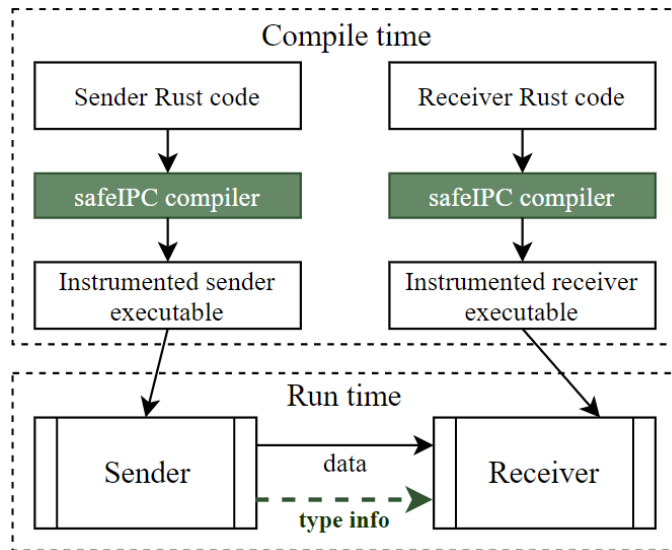 Compile time
Sender Rust code
Receiver Rust code
safeIPC compiler
safeIPC compiler
Instrumented sender
executable
Instrumented receiver
executable
Run time
Sender
data
type info
Receiver